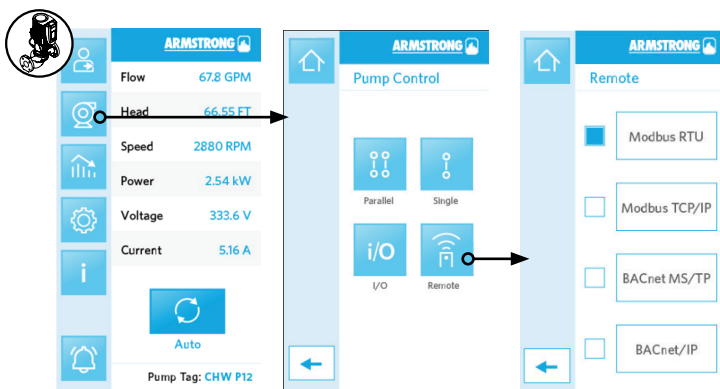 ARMSTRONG
Flow 67.8 GPM
Head 66.55 FT
Speed 2880 RPM
Power 2.54 kW
Voltage 333.6 V
Current 5.16 A
i
Auto
Pump Tag: CHW P12
ARMSTRONG
Pump Control
Parallel Single
i/O
I/O Remote
ARMSTRONG
Remote
Modbus RTU
Modbus TCP/IP
BACnet MS/TP
BACnet/IP